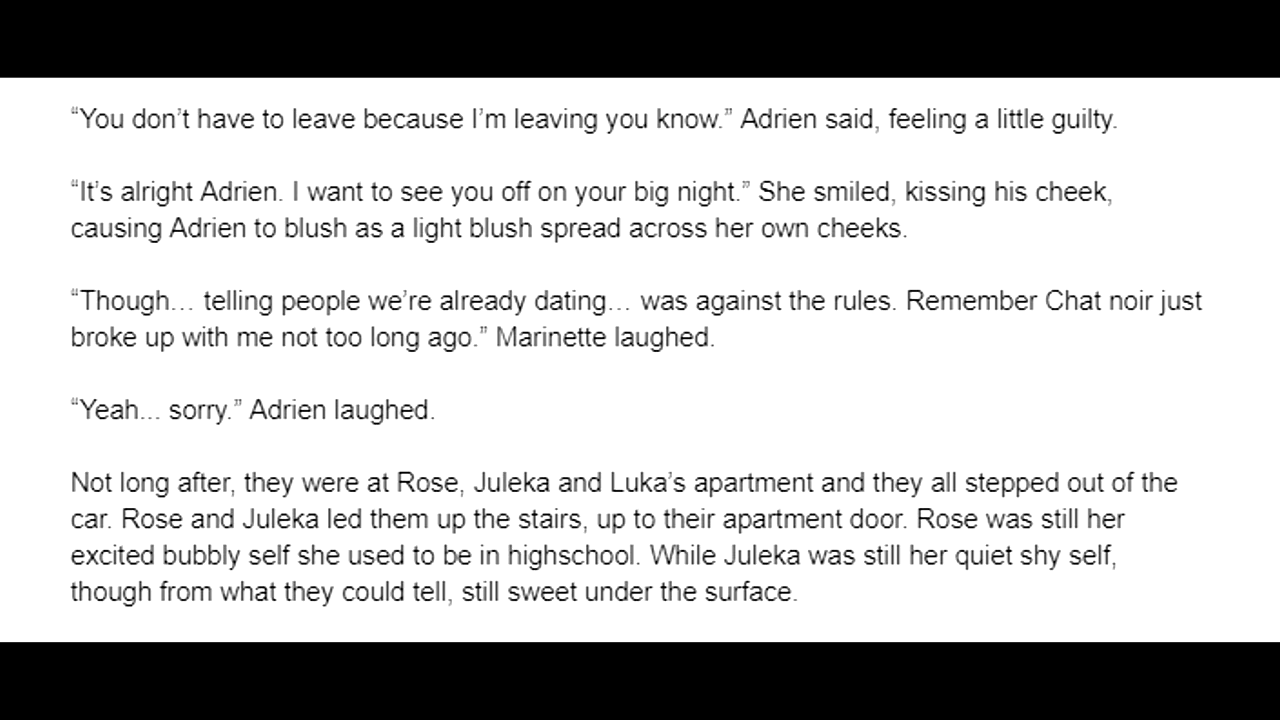 “You don’t have to leave because I’m leaving you know.” Adrien said, feeling a little guilty.
“It’s alright Adrien. I want to see you off on your big night.” She smiled, kissing his cheek,
causing Adrien to blush as a light blush spread across her own cheeks.
“Though… telling people we’re already dating… was against the rules. Remember Chat noir just
broke up with me not too long ago.” Marinette laughed.
“Yeah… sorry.” Adrien laughed.
Not long after, they were at Rose, Juleka and Luka’s apartment and they all stepped out of the
car. Rose and Juleka led them up the stairs, up to their apartment door. Rose was still her
excited bubbly self she used to be in highschool. While Juleka was still her quiet shy self,
though from what they could tell, still sweet under the surface.